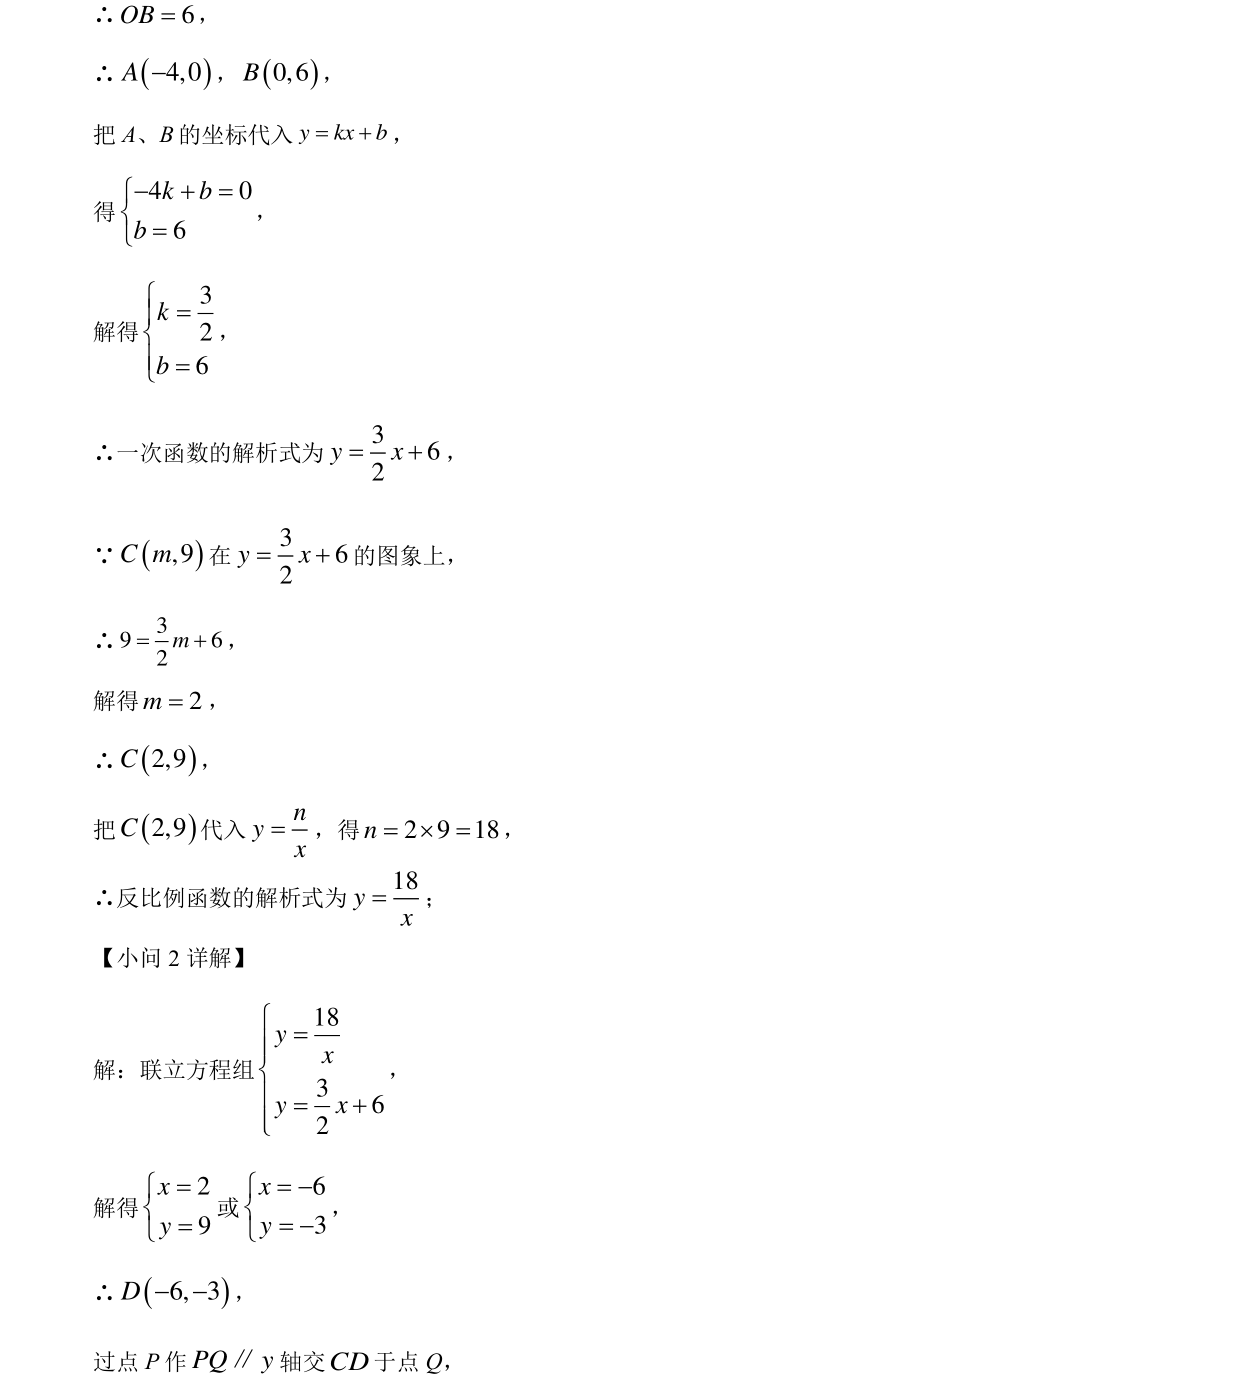 ∴OB=6，
∴A(−4,0)，B(0,6)，
把 A、B 的坐标代入 y=kx+b，
得{−4k+b=0
b=6，
解得{k=3/2
b=6，
∴一次函数的解析式为 y=3/2 x+6，
∵C(m,9)在 y=3/2 x+6 的图象上，
∴9=3/2 m+6，
解得 m=2，
∴C(2,9)，
把 C(2,9)代入 y=n/x，得 n=2×9=18，
∴反比例函数的解析式为 y=18/x；
【小问 2 详解】
解：联立方程组{y=18/x
y=3/2 x+6，
解得{x=2
y=9 或{x=−6
y=−3，
∴D(−6,−3)，
过点 P 作 PQ∥y 轴交 CD 于点 Q，